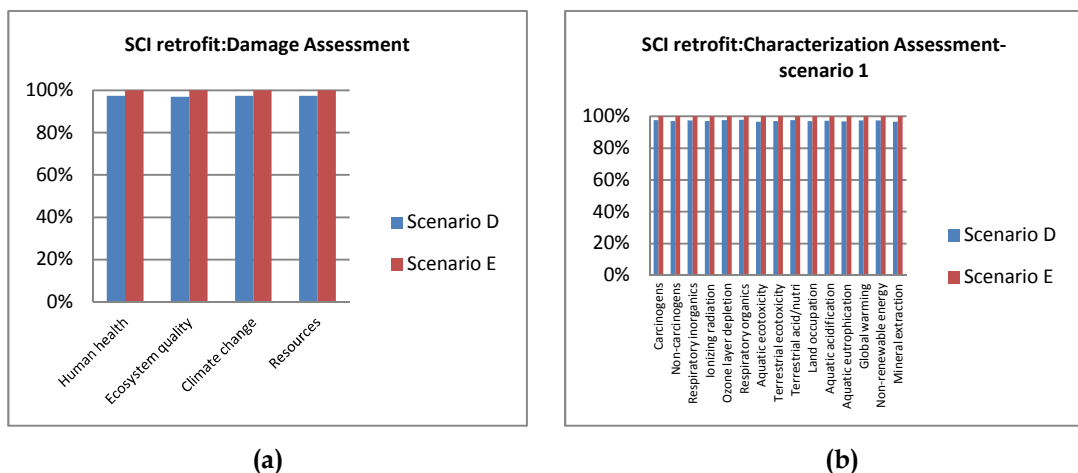 SCI retrofit:Damage Assessment
100%
80%
60%
40%
20%
0%
Human health
Ecosystem quality
Climate change
Resources
Scenario D
Scenario E
(a)
SCI retrofit:Characterization Assessment-
scenario 1
100%
80%
60%
40%
20%
0%
Carcinogens
Non-carcinogens
Respiratory inorganics
Ionizing radiation
Ozone layer depletion
Respiratory organics
Aquatic ecotoxicity
Terrestrial ecotoxicity
Terrestrial acid/nutri
Land occupation
Aquatic acidification
Aquatic eutrophication
Global warming
Non-renewable energy
Mineral extraction
Scenario D
Scenario E
(b)